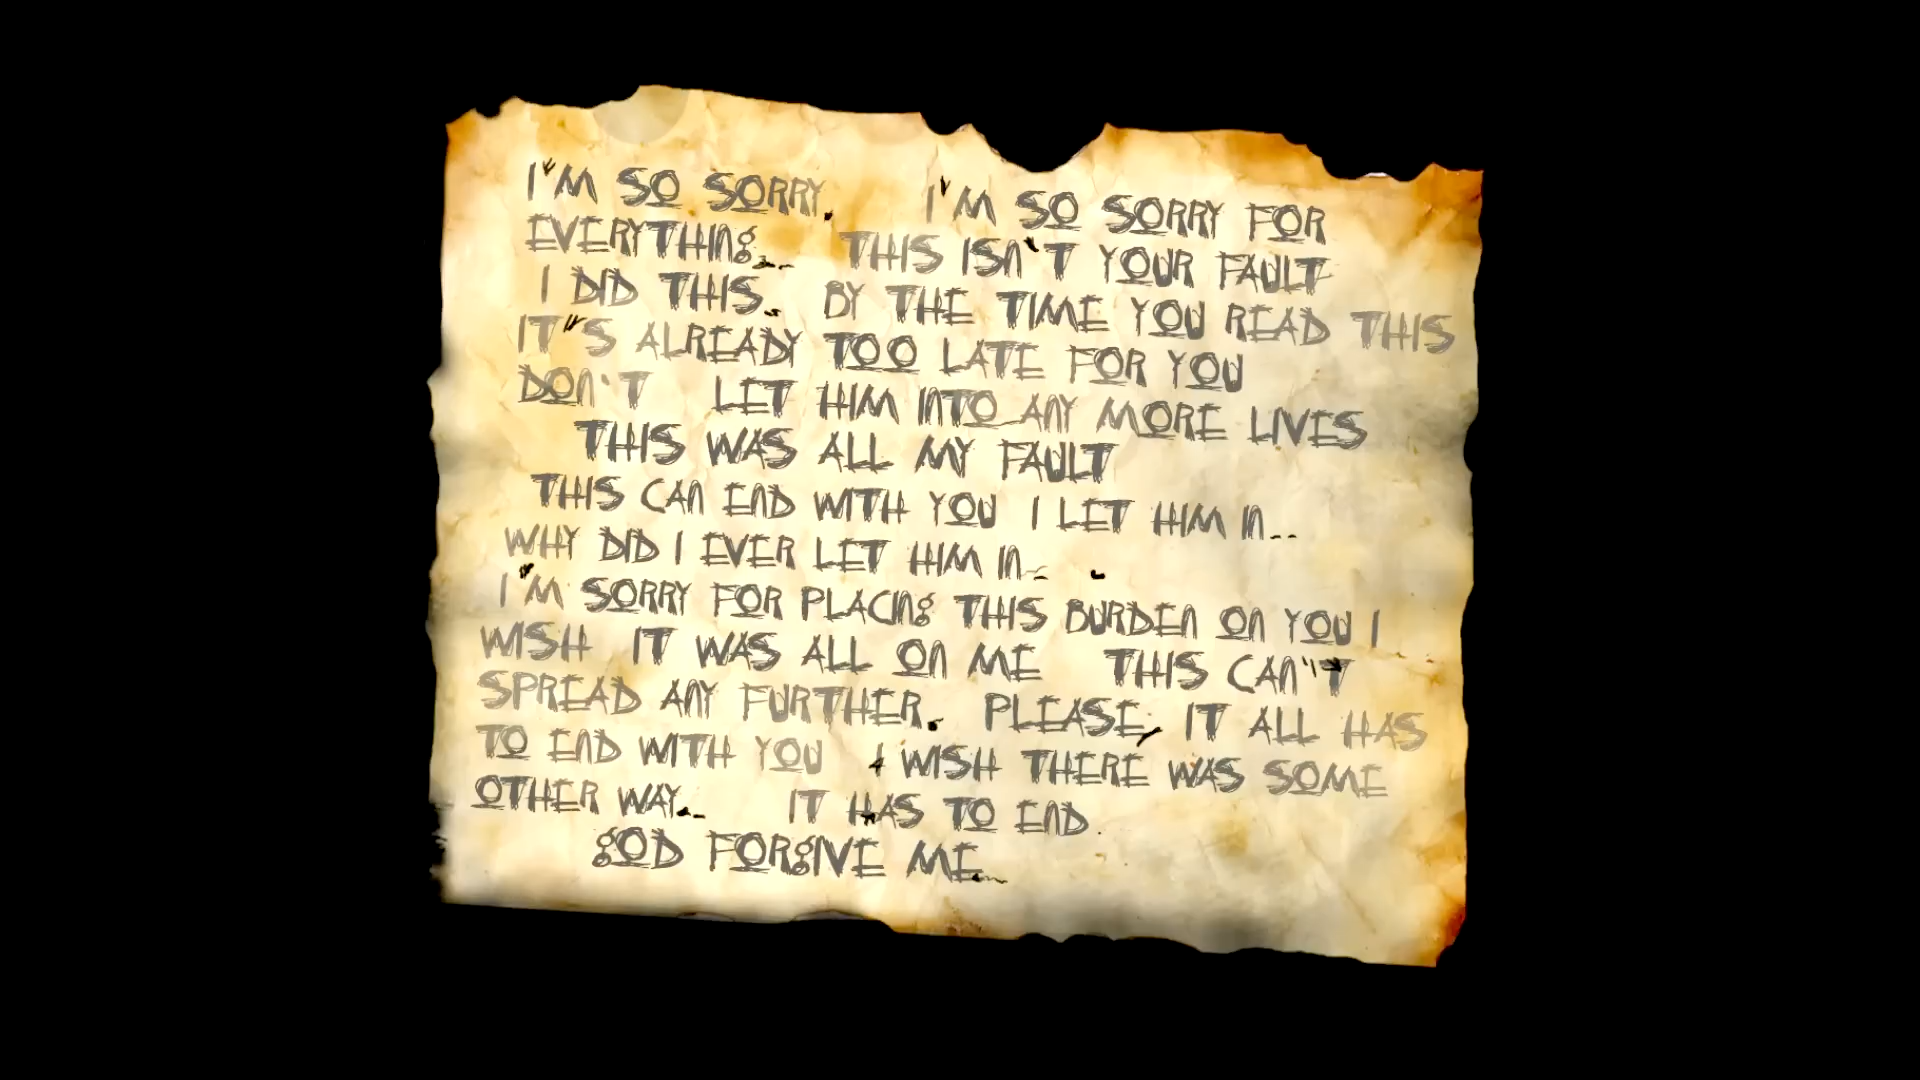 I'M SO SORRY. I'M SO SORRY FOR
EVERYTHING... THIS ISN'T YOUR FAULT
I DID THIS.. BY THE TIME YOU READ THIS
IT"S ALREADY TOO LATE FOR YOU
DON'T LET HIM INTO ANY MORE LIVES
THIS WAS ALL MY FAULT
THIS CAN END WITH YOU I LET HIM IN...
WHY DID I EVER LET HIM IN..
I'M SORRY FOR PLACING THIS BURDEN ON YOU I
WISH IT WAS ALL ON ME THIS CAN'T
SPREAD ANY FURTHER. PLEASE, IT ALL HAS
TO END WITH YOU I WISH THERE WAS SOME
OTHER WAY... IT HAS TO END.
GOD FORGIVE ME...